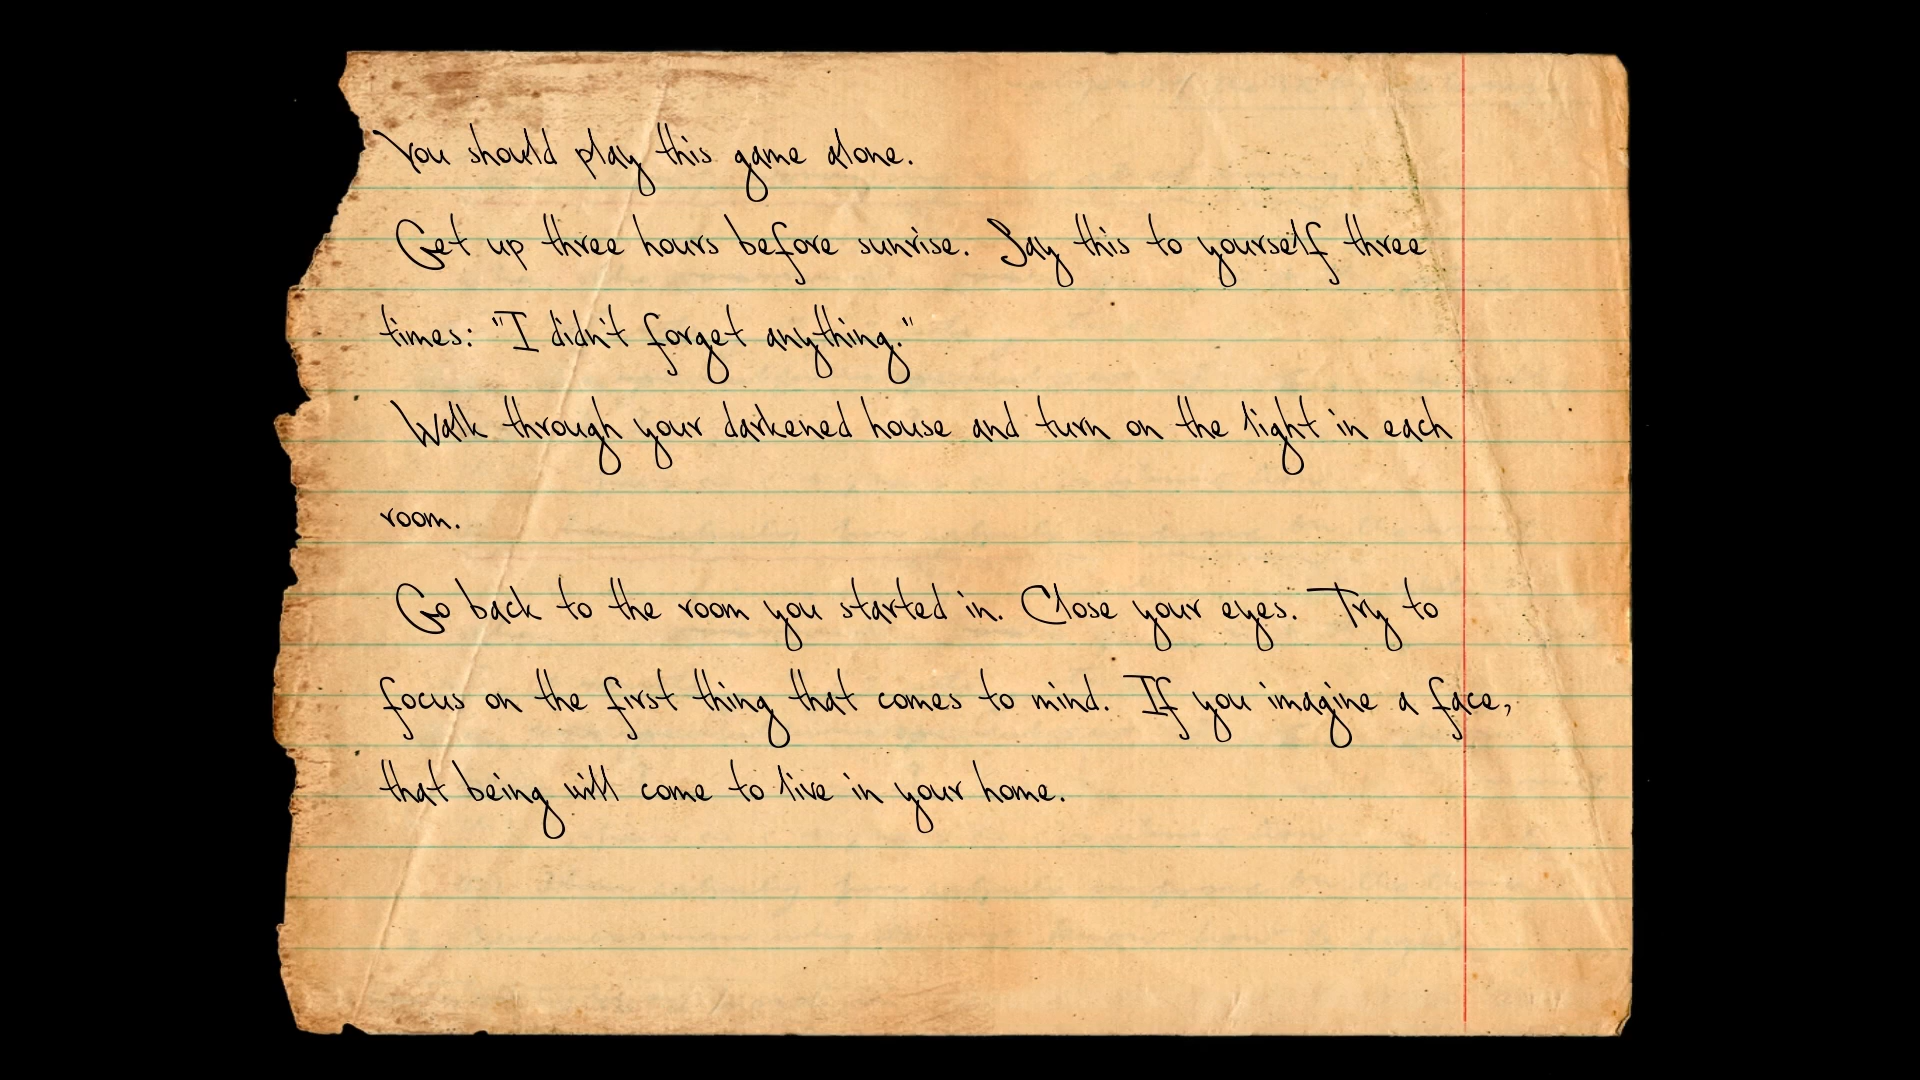 You should play this game alone.
Get up three hours before sunrise. Say this to yourself three
times: "I didn't forget anything."
Walk through your darkened house and turn on the light in each
room.
Go back to the room you started in. Close your eyes. Try to
focus on the first thing that comes to mind. If you imagine a face,
that being will come to live in your home.